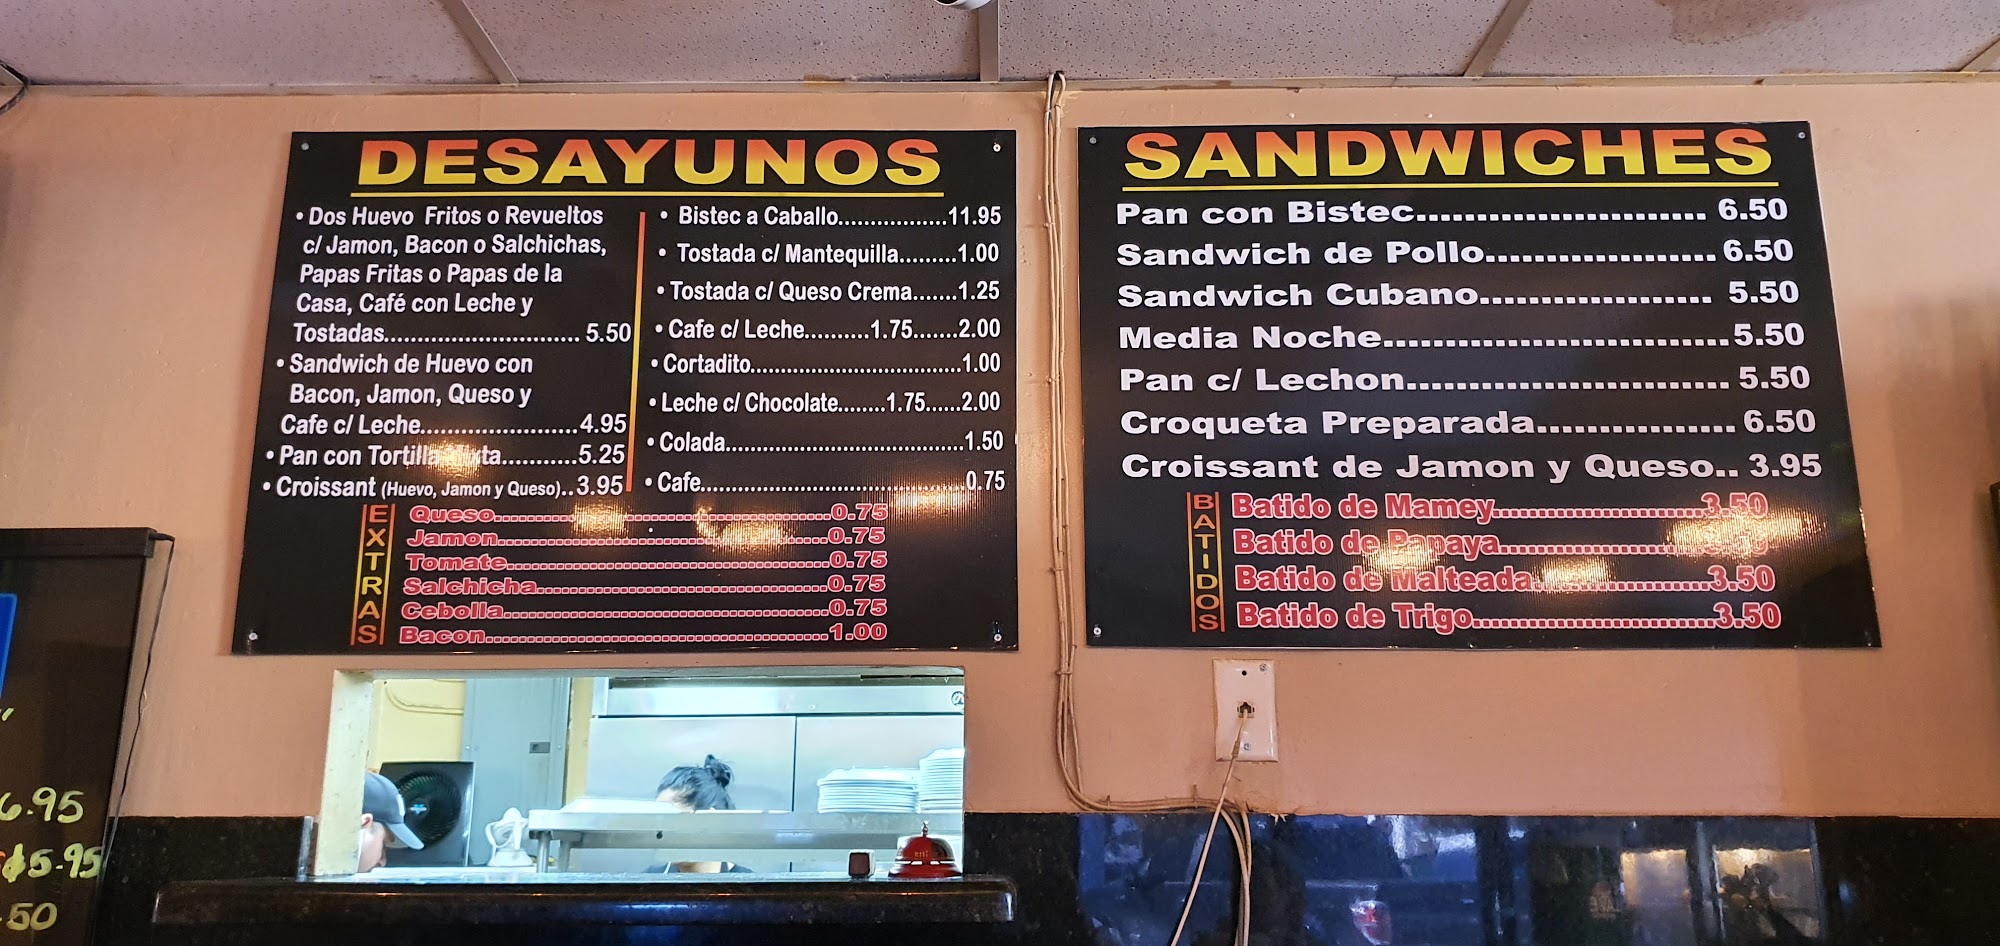 DESAYUNOS
• Dos Huevo Fritos o Revueltos
c/ Jamon, Bacon o Salchichas,
Papas Fritas o Papas de la
Casa, Café con Leche y
Tostadas............................ 5.50
• Sandwich de Huevo con
Bacon, Jamon, Queso y
Cafe c/ Leche.......................4.95
• Pan con Tortilla ...........5.25
• Croissant (Huevo, Jamon y Queso)..3.95
• Bistec a Caballo..................11.95
• Tostada c/ Mantequilla.........1.00
• Tostada c/ Queso Crema.......1.25
• Cafe c/ Leche..........1.75.......2.00
• Cortadito..................................1.00
• Leche c/ Chocolate........1.75......2.00
• Colada......................................1.50
• Cafe..........................................0.75
EXTRAS
Queso......................................0.75
Jamon......................................0.75
Tomate.....................................0.75
Salchicha.................................0.75
Cebolla....................................0.75
Bacon......................................1.00
SANDWICHES
Pan con Bistec........................ 6.50
Sandwich de Pollo................... 6.50
Sandwich Cubano................... 5.50
Media Noche............................5.50
Pan c/ Lechon.......................... 5.50
Croqueta Preparada................ 6.50
Croissant de Jamon y Queso.. 3.95
BATIDOS
Batido de Mamey..........................3.50
Batido de Papaya..........................
Batido de Malteada......................3.50
Batido de Trigo.............................3.50
6.95
$5.95
.50